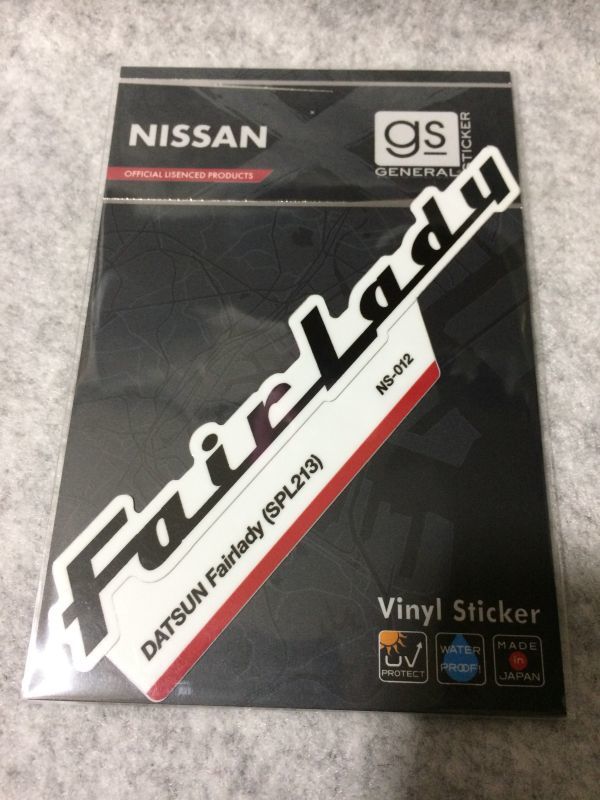 NISSAN
OFFICIAL LISENCED PRODUCTS
gs
GENERAL
STICKER
FairLady
NS-012
DATSUN Fairlady (SPL213)
Vinyl Sticker
UV
PROTECT
WATER
PROOF!
MADE
in
JAPAN